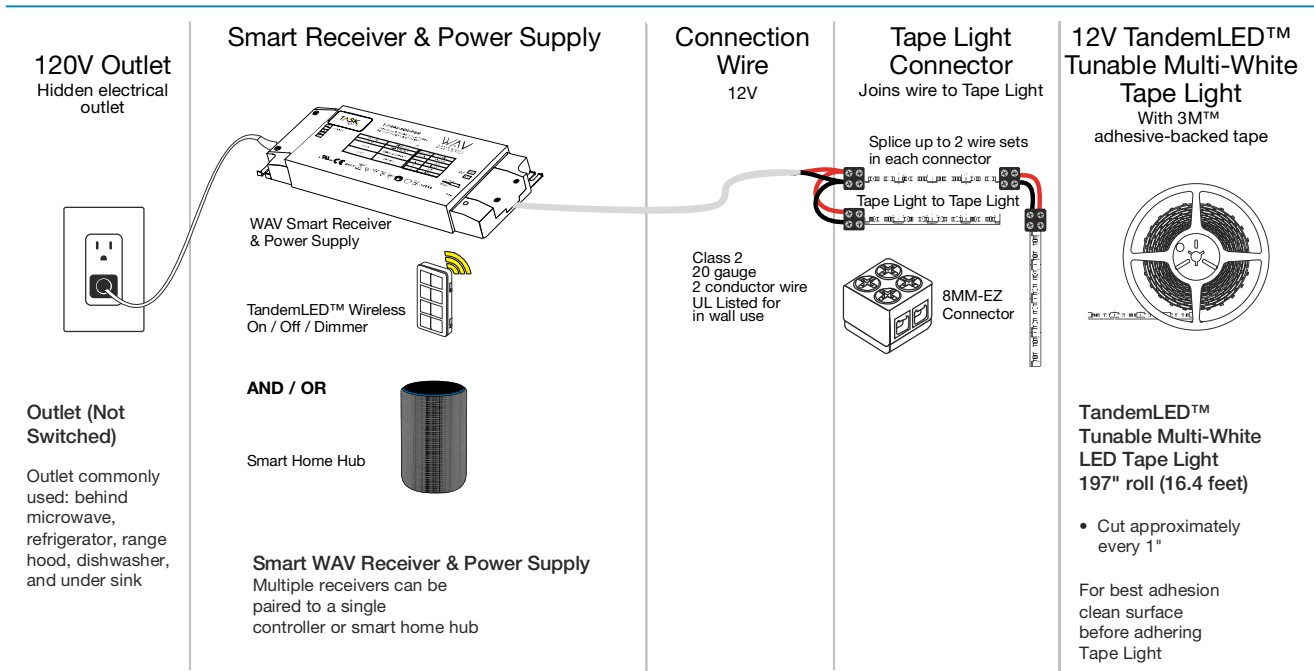 120V Outlet
Hidden electrical
outlet
Outlet (Not
Switched)
Outlet commonly
used: behind
microwave,
refrigerator, range
hood, dishwasher,
and under sink
Smart Receiver & Power Supply
TASK
WAV
WAV Smart Receiver
& Power Supply
TandemLED™ Wireless
On / Off / Dimmer
AND / OR
Smart Home Hub
Smart WAV Receiver & Power Supply
Multiple receivers can be
paired to a single
controller or smart home hub
Connection
Wire
12V
Class 2
20 gauge
2 conductor wire
UL Listed for
in wall use
Tape Light
Connector
Joins wire to Tape Light
Splice up to 2 wire sets
in each connector
Tape Light to Tape Light
8MM-EZ
Connector
12V TandemLED™
Tunable Multi-White
Tape Light
With 3M™
adhesive-backed tape
TandemLED™
Tunable Multi-White
LED Tape Light
197" roll (16.4 feet)
• Cut approximately
every 1"
For best adhesion
clean surface
before adhering
Tape Light